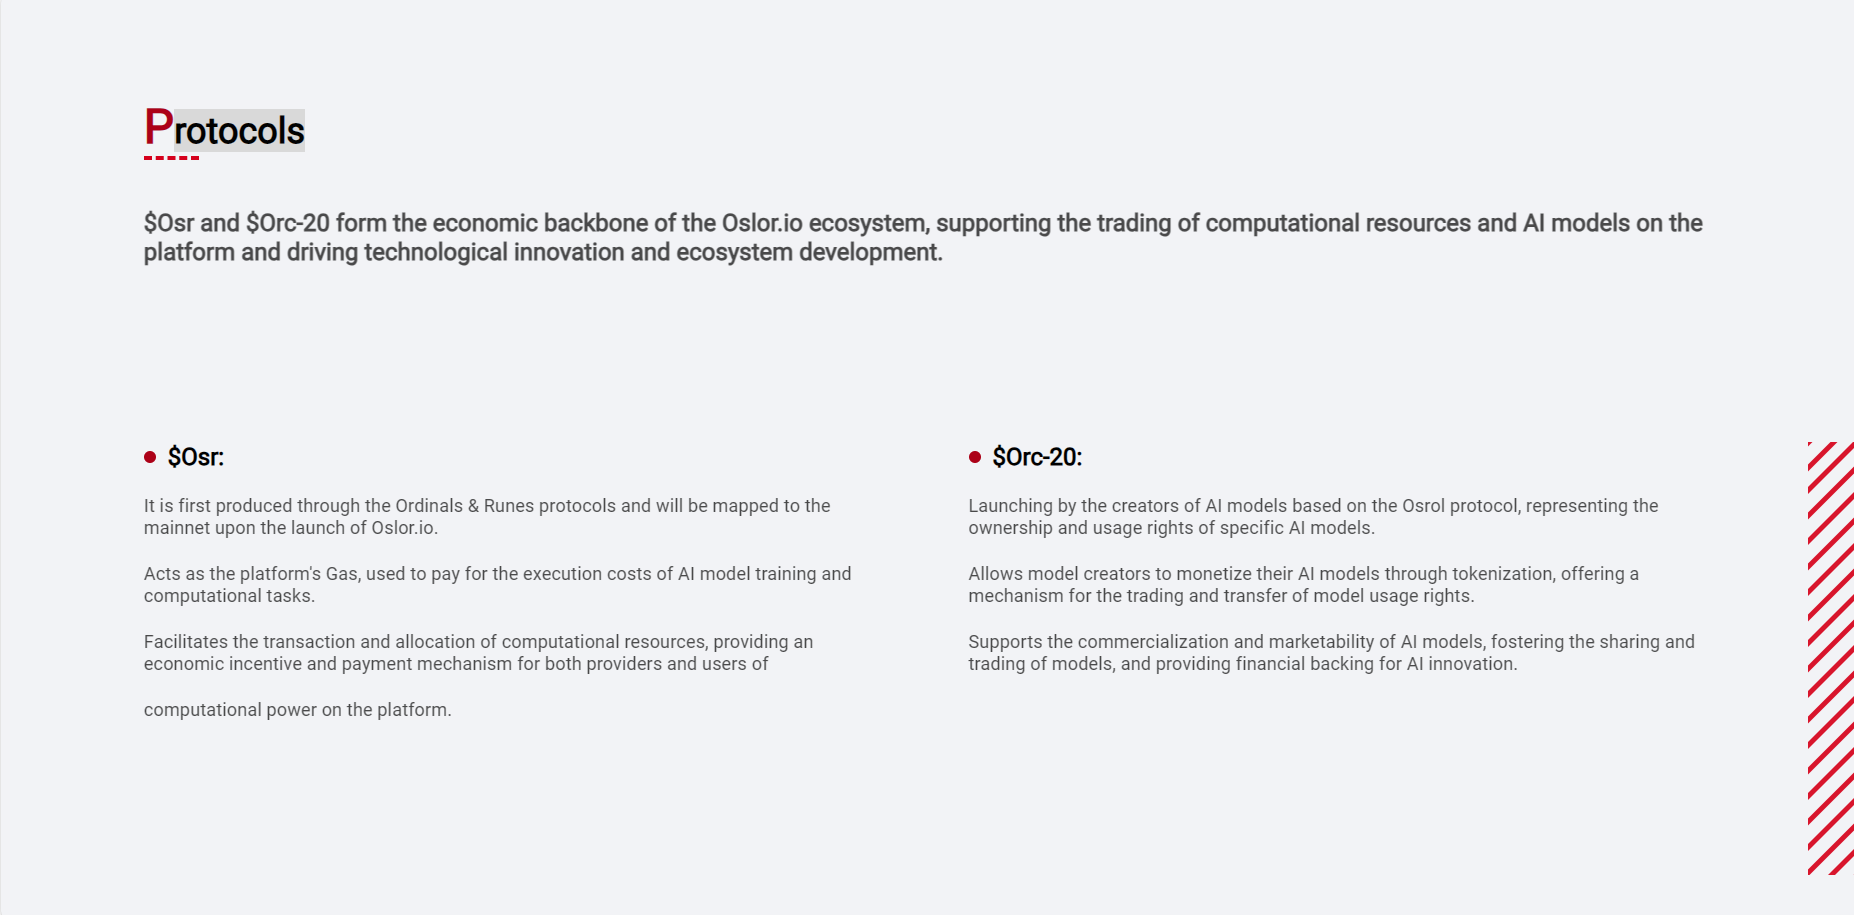 Protocols
$Osr and $Orc-20 form the economic backbone of the Oslor.io ecosystem, supporting the trading of computational resources and AI models on the
platform and driving technological innovation and ecosystem development.
$Osr:
It is first produced through the Ordinals & Runes protocols and will be mapped to the
mainnet upon the launch of Oslor.io.
Acts as the platform's Gas, used to pay for the execution costs of AI model training and
computational tasks.
Facilitates the transaction and allocation of computational resources, providing an
economic incentive and payment mechanism for both providers and users of
computational power on the platform.
$Orc-20:
Launching by the creators of AI models based on the Osrol protocol, representing the
ownership and usage rights of specific AI models.
Allows model creators to monetize their AI models through tokenization, offering a
mechanism for the trading and transfer of model usage rights.
Supports the commercialization and marketability of AI models, fostering the sharing and
trading of models, and providing financial backing for AI innovation.